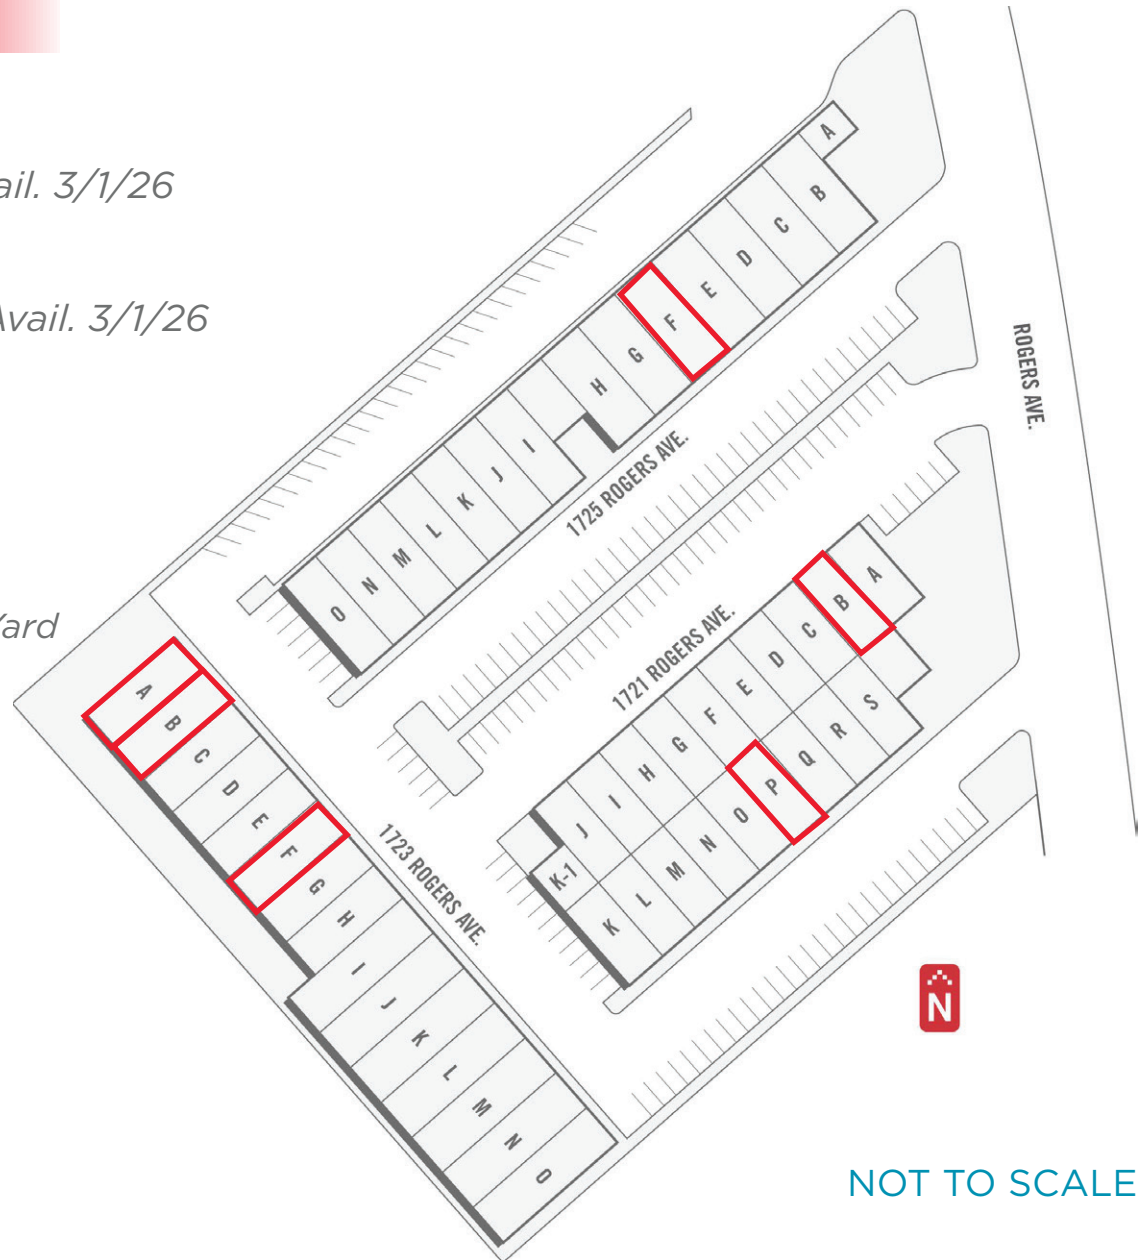 ail. 3/1/26
Avail. 3/1/26
Yard
A
B
C
D
E
F
G
H
I
J
K
L
M
N
O
1725 ROGERS AVE.
ROGERS AVE.
1721 ROGERS AVE.
A
B
C
D
E
F
G
H
I
J
K-1
K
L
M
N
O
P
Q
R
S
1723 ROGERS AVE.
A
B
C
D
E
F
G
H
I
J
K
L
M
N
O
N
NOT TO SCALE